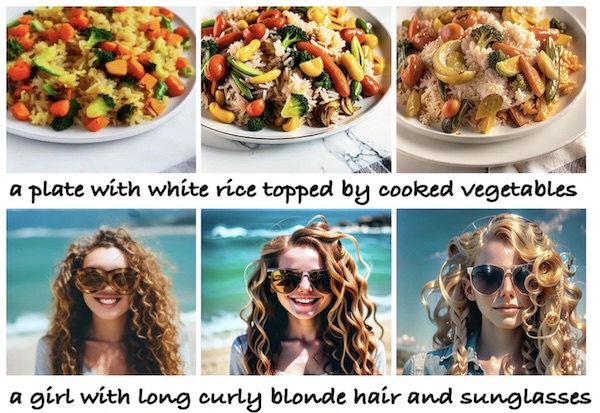 a plate with white rice topped by cooked vegetables
a girl with long curly blonde hair and sunglasses